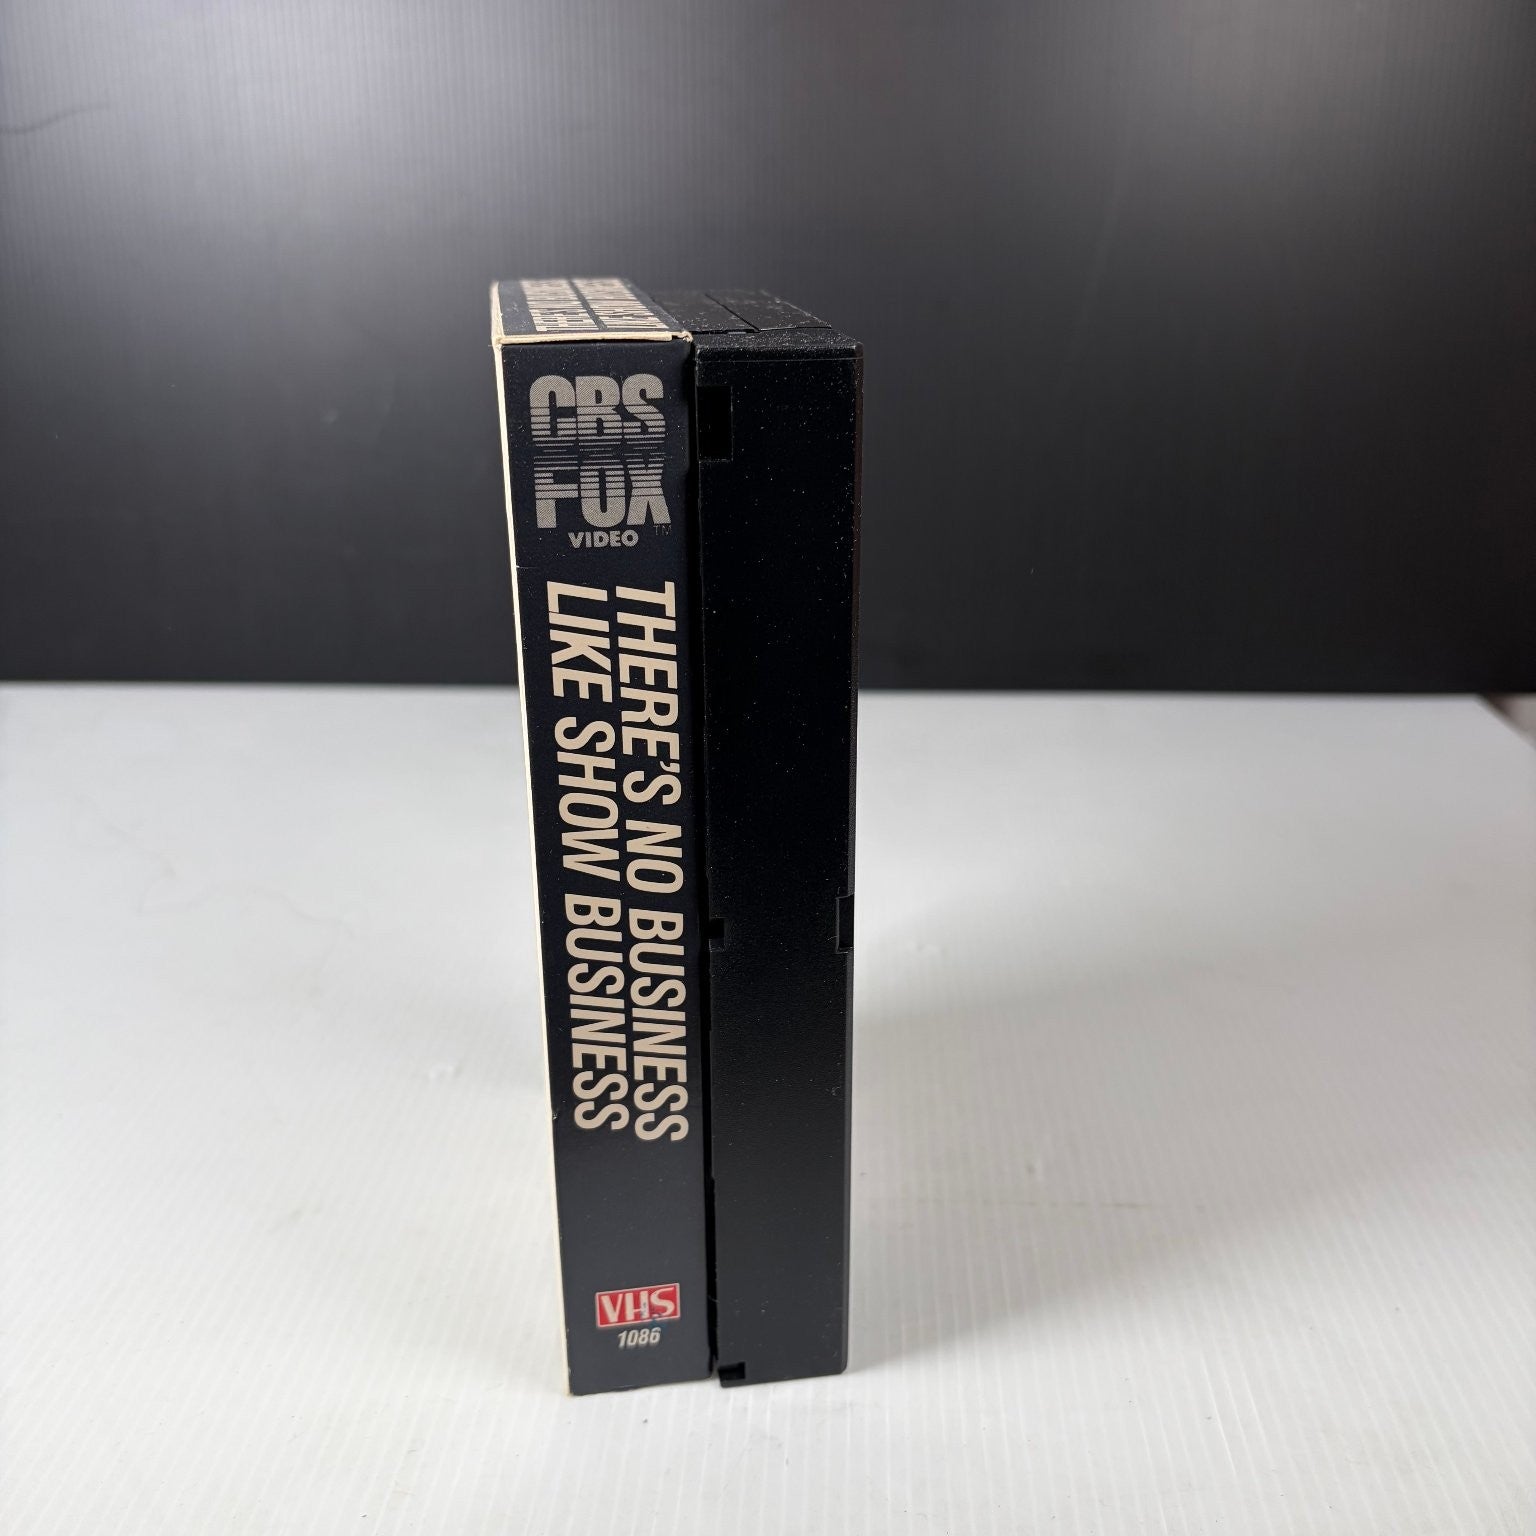 CBS
FOX
VIDEO
TM
THERE'S NO BUSINESS
LIKE SHOW BUSINESS
VHS
1086